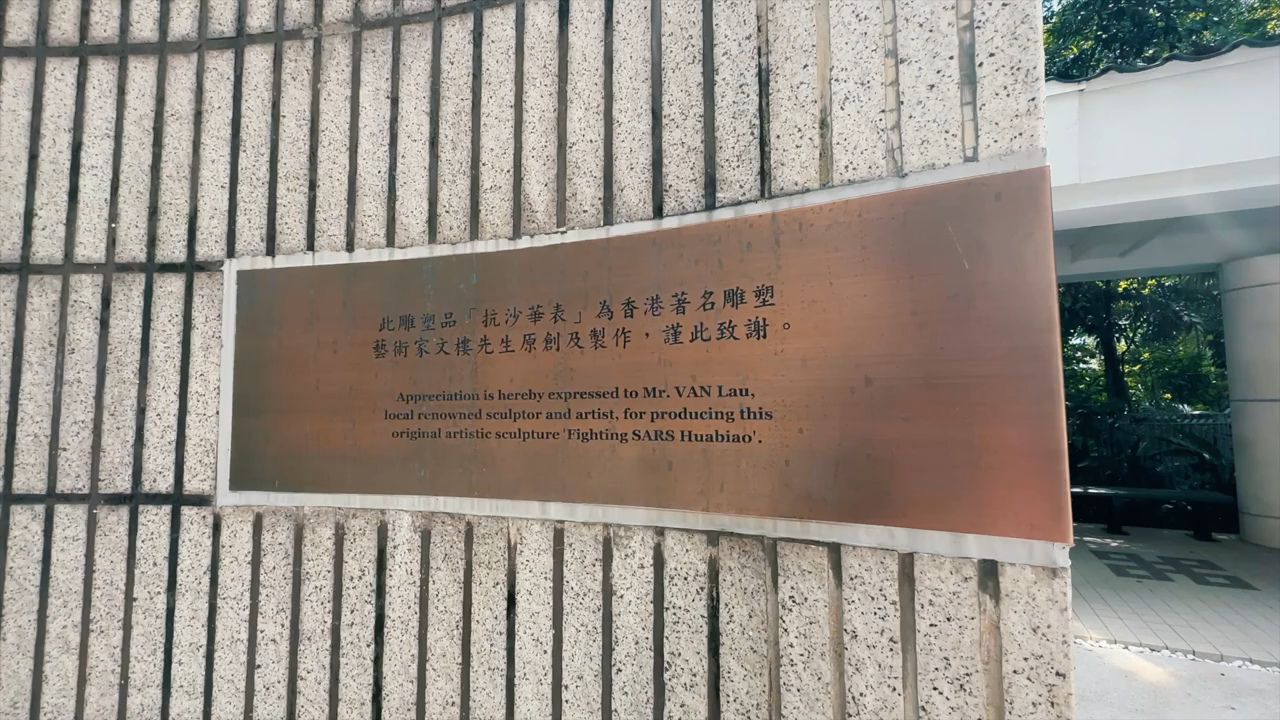 此雕塑品「抗沙華表」為香港著名雕塑
藝術家文樓先生原創及製作，謹此致謝。
Appreciation is hereby expressed to Mr. VAN Lau,
local renowned sculptor and artist, for producing this
original artistic sculpture 'Fighting SARS Huabiao'.